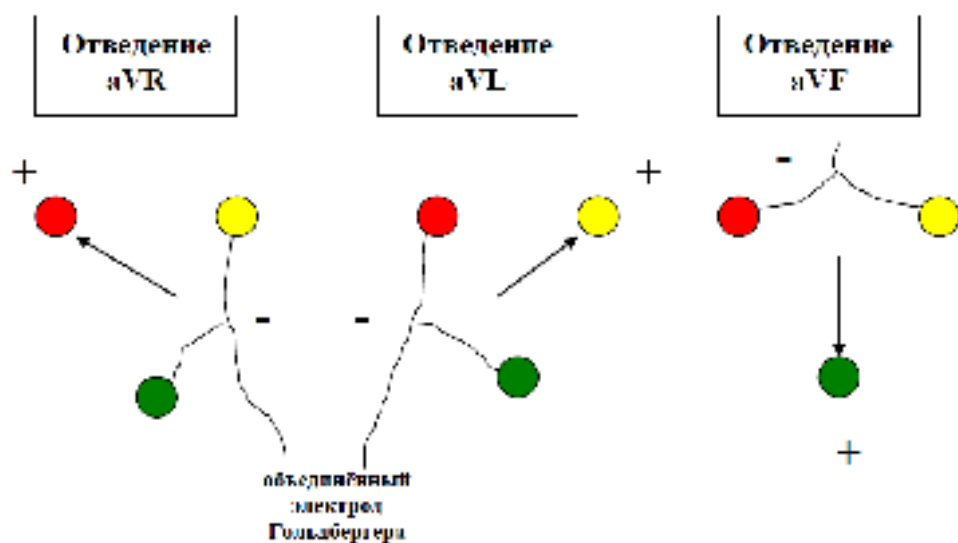 Отведение
aVR
Отведение
aVL
Отведение
aVF
+
-
-
+
-
+
объединённый
электрод
Гольдбергера